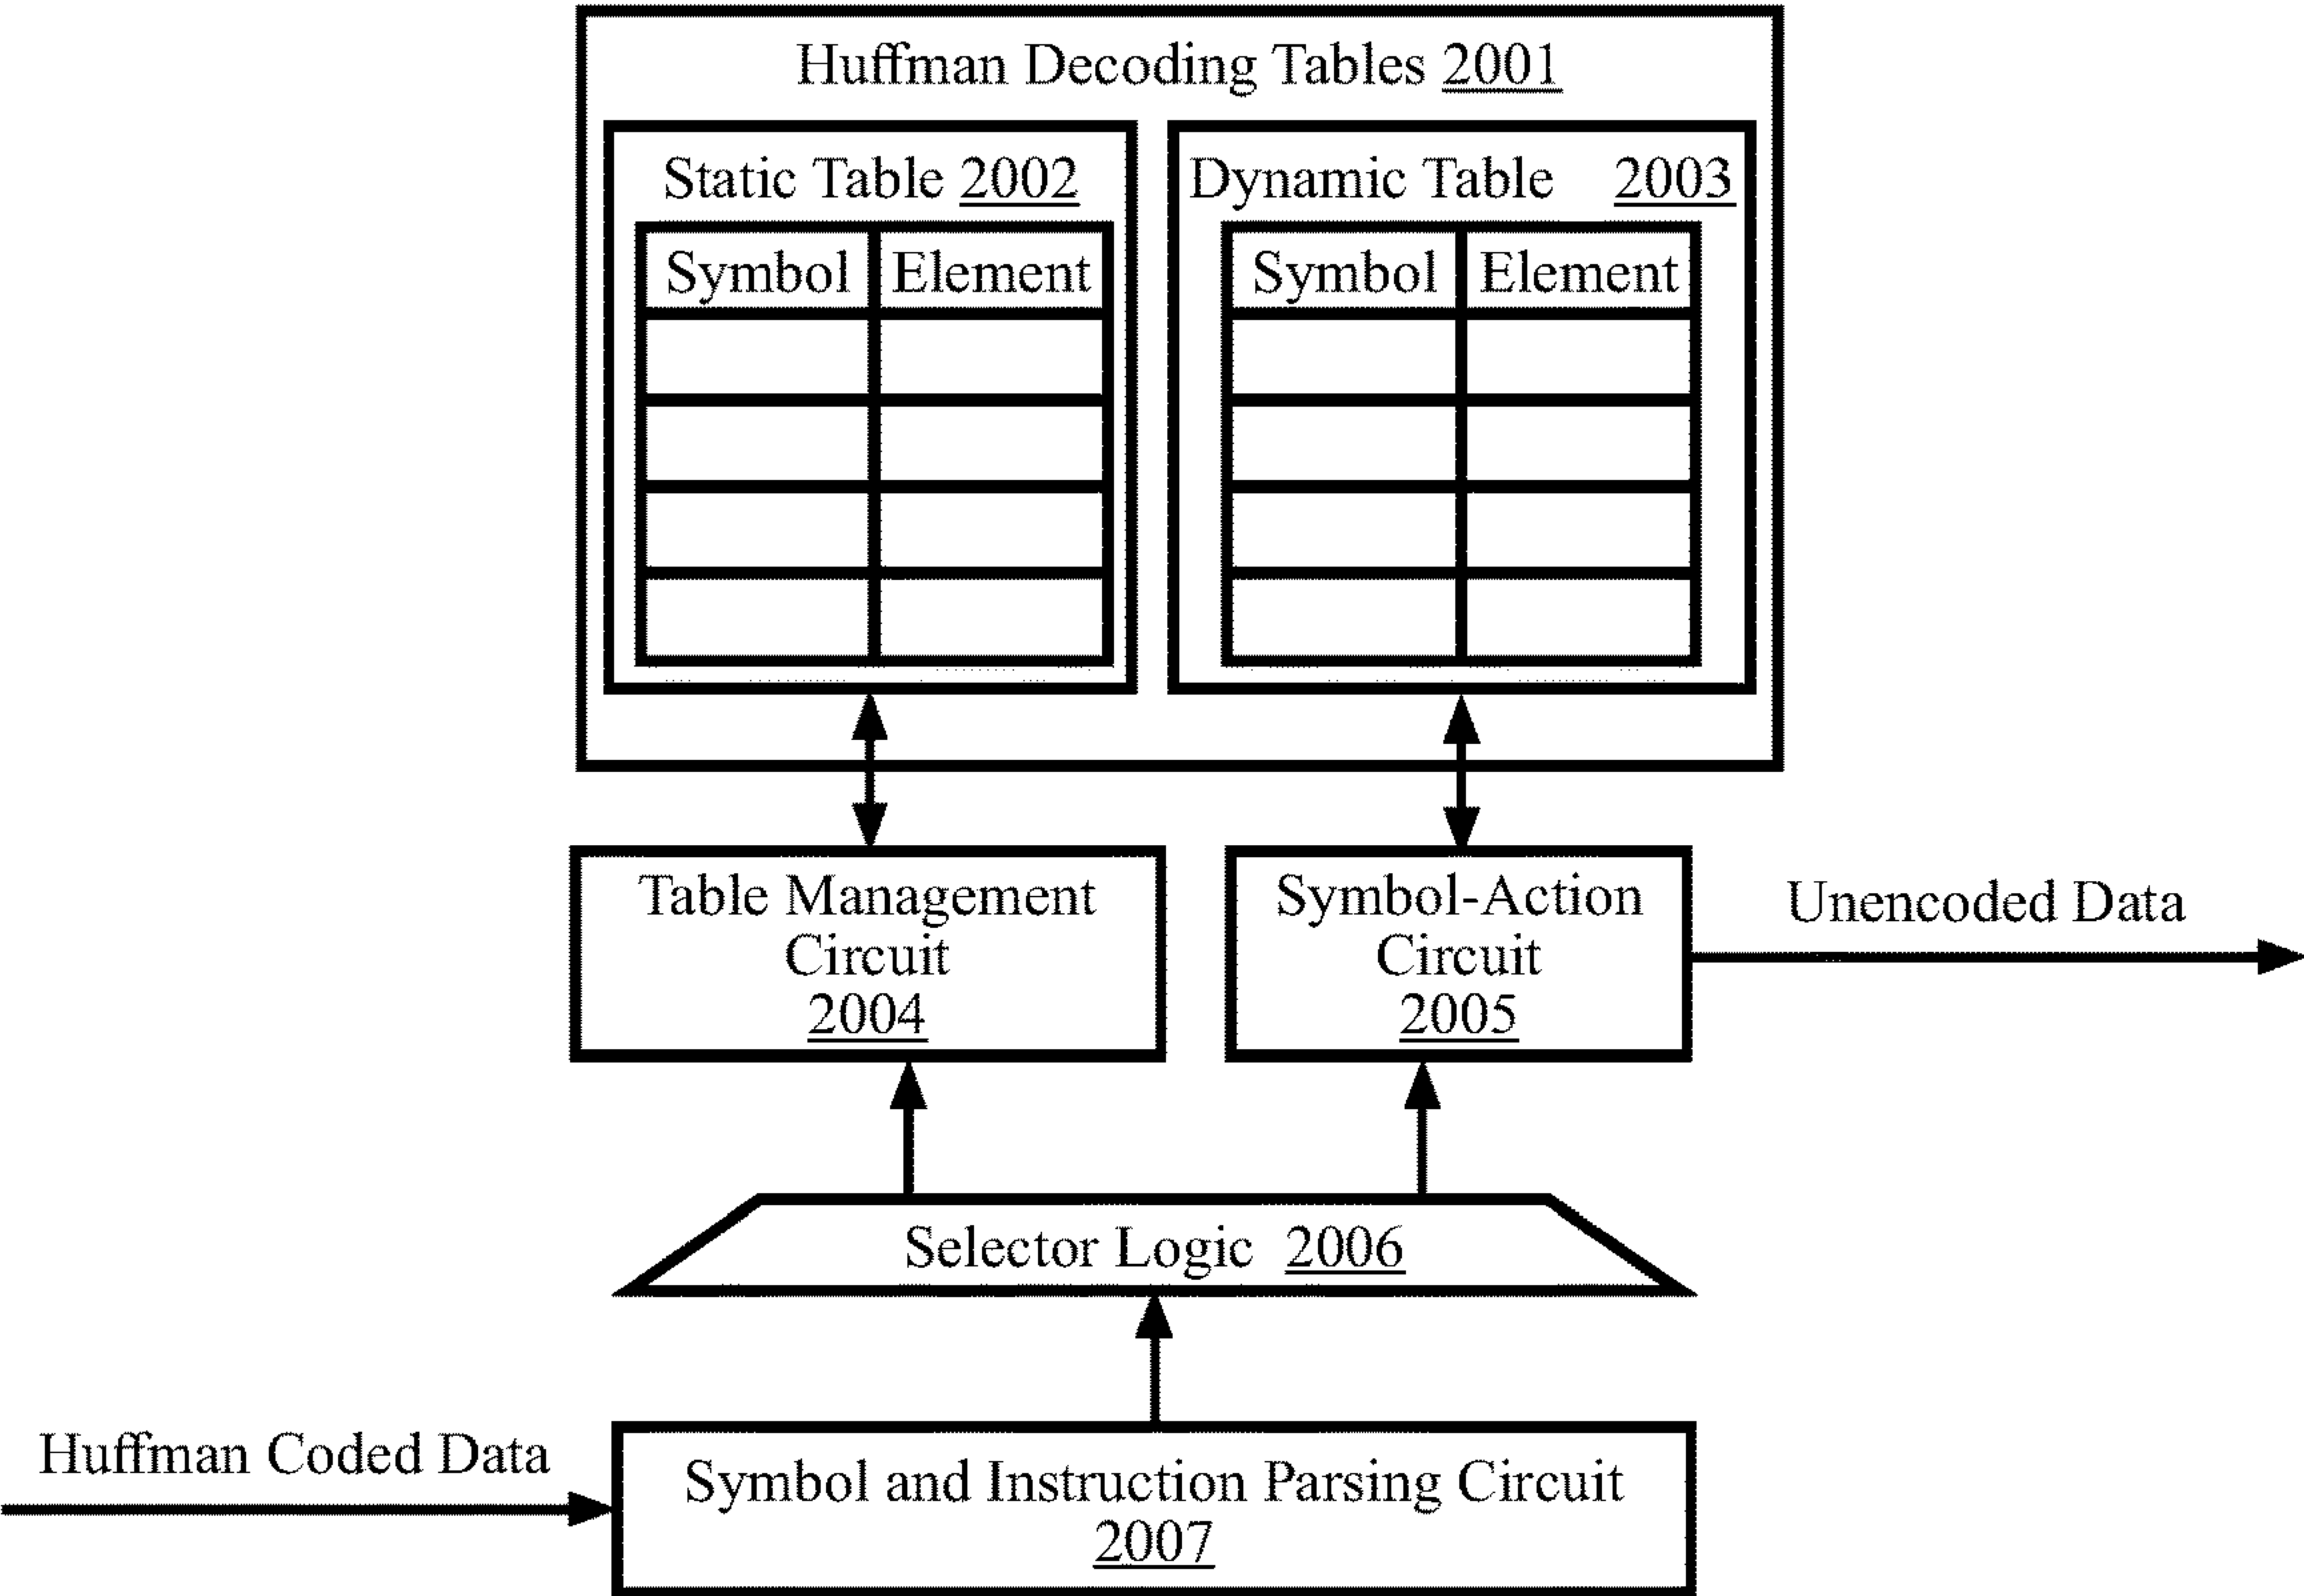 Huffman Decoding Tables 2001
Static Table 2002
Dynamic Table 2003
Symbol Element
Symbol Element
Table Management
Circuit
2004
Symbol-Action
Circuit
2005
Unencoded Data
Selector Logic 2006
Huffman Coded Data
Symbol and Instruction Parsing Circuit
2007